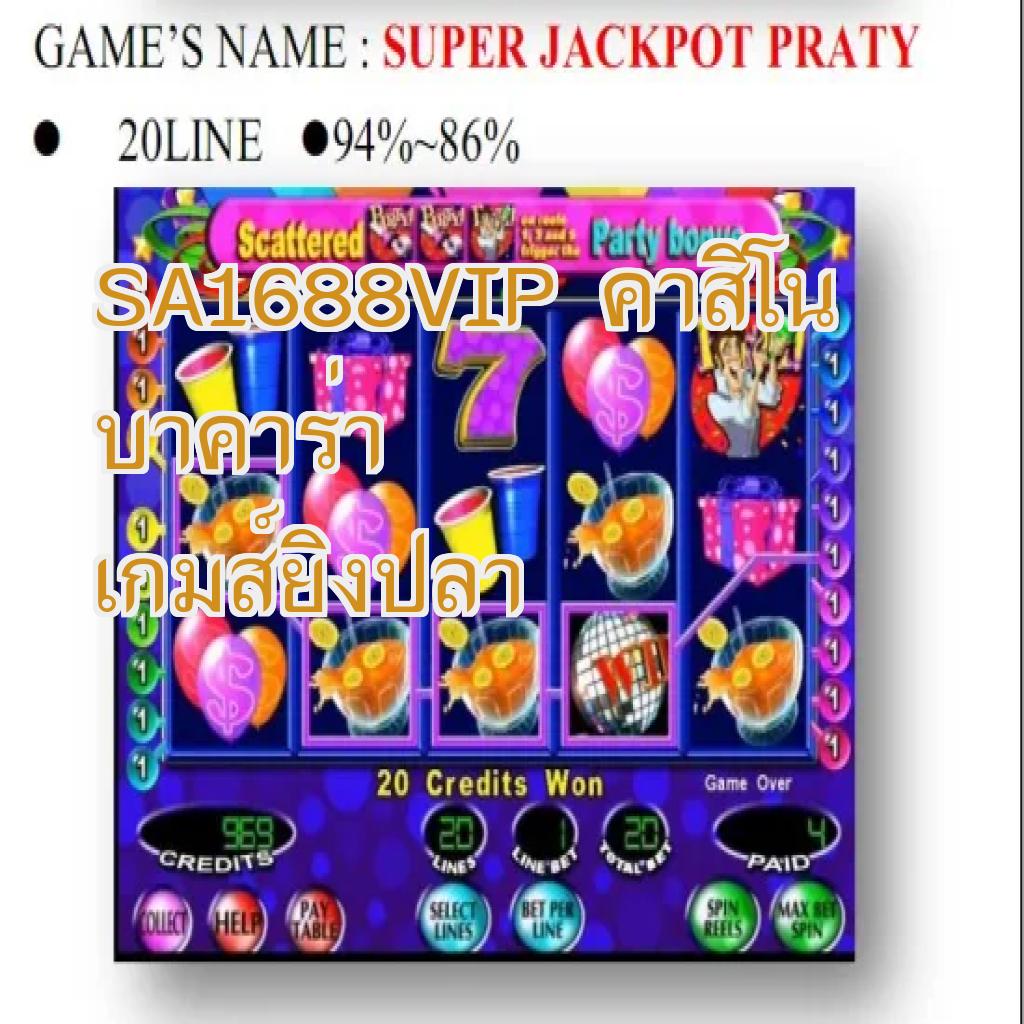 GAME'S NAME : SUPER JACKPOT PRATY
● 20LINE ●94%~86%
Scattered
Party bonus
SA1688VIP คาสิโน
บาคาร่า
เกมส์ยิงปลา
7
20 Credits Won
Game Over
969
20
1
20
4
CREDITS
LINES
LINE BET
TOTAL BET
PAID
COLLECT
HELP
PAY TABLE
SELECT LINES
BET PER LINE
SPIN REELS
MAX BET SPIN